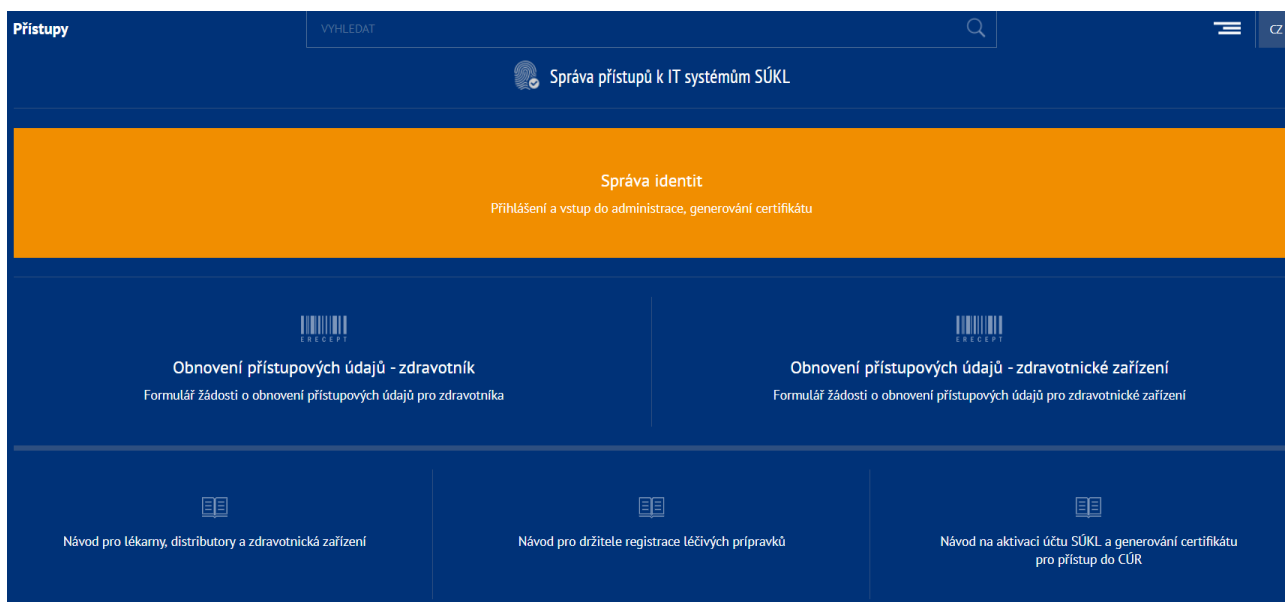 Přístupy
VYHLEDAT
CZ
Správa přístupů k IT systémům SÚKL
Správa identit
Přihlášení a vstup do administrace, generování certifikátu
ERECEPT
Obnovení přístupových údajů - zdravotník
Formulář žádosti o obnovení přístupových údajů pro zdravotníka
ERECEPT
Obnovení přístupových údajů - zdravotnické zařízení
Formulář žádosti o obnovení přístupových údajů pro zdravotnické zařízení
Návod pro lékarny, distributory a zdravotnická zařízení
Návod pro držitele registrace léčivých prípravků
Návod na aktivaci účtu SÚKL a generování certifikátu
pro přístup do CÚR